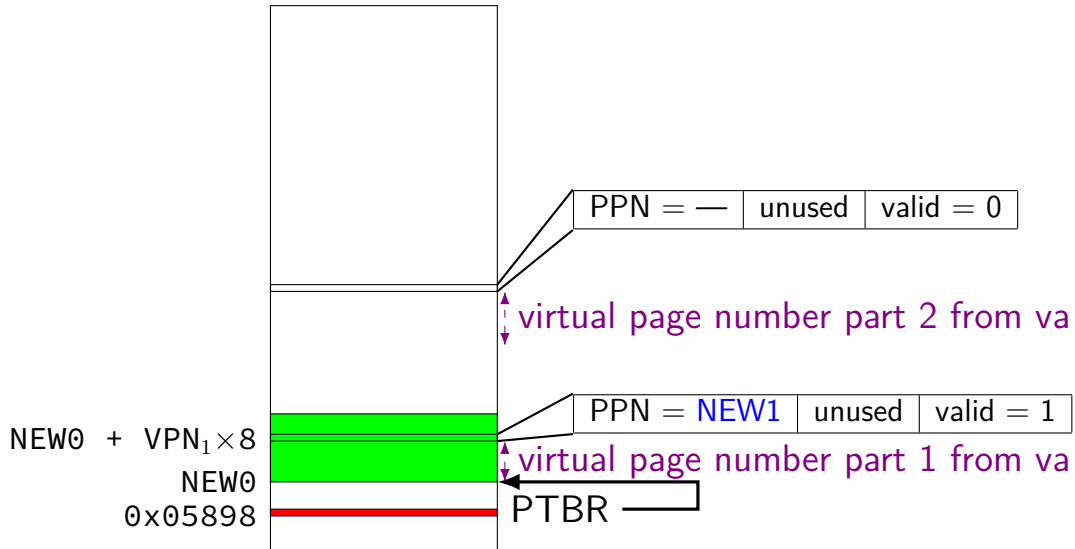 PPN = — unused valid = 0
virtual page number part 2 from va
PPN = NEW1 unused valid = 1
NEW0 + VPN₁×8
virtual page number part 1 from va
NEW0
PTBR
0x05898